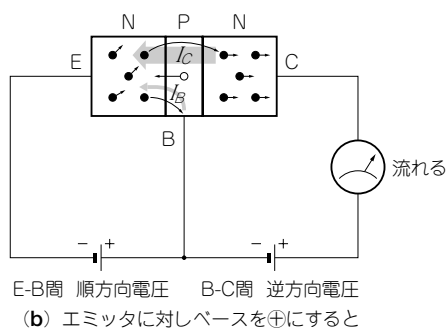 N P N
E
I_C
C
I_B
B
流れる
− + − +
E-B間 順方向電圧 B-C間 逆方向電圧
(b) エミッタに対しベースを⊕にすると